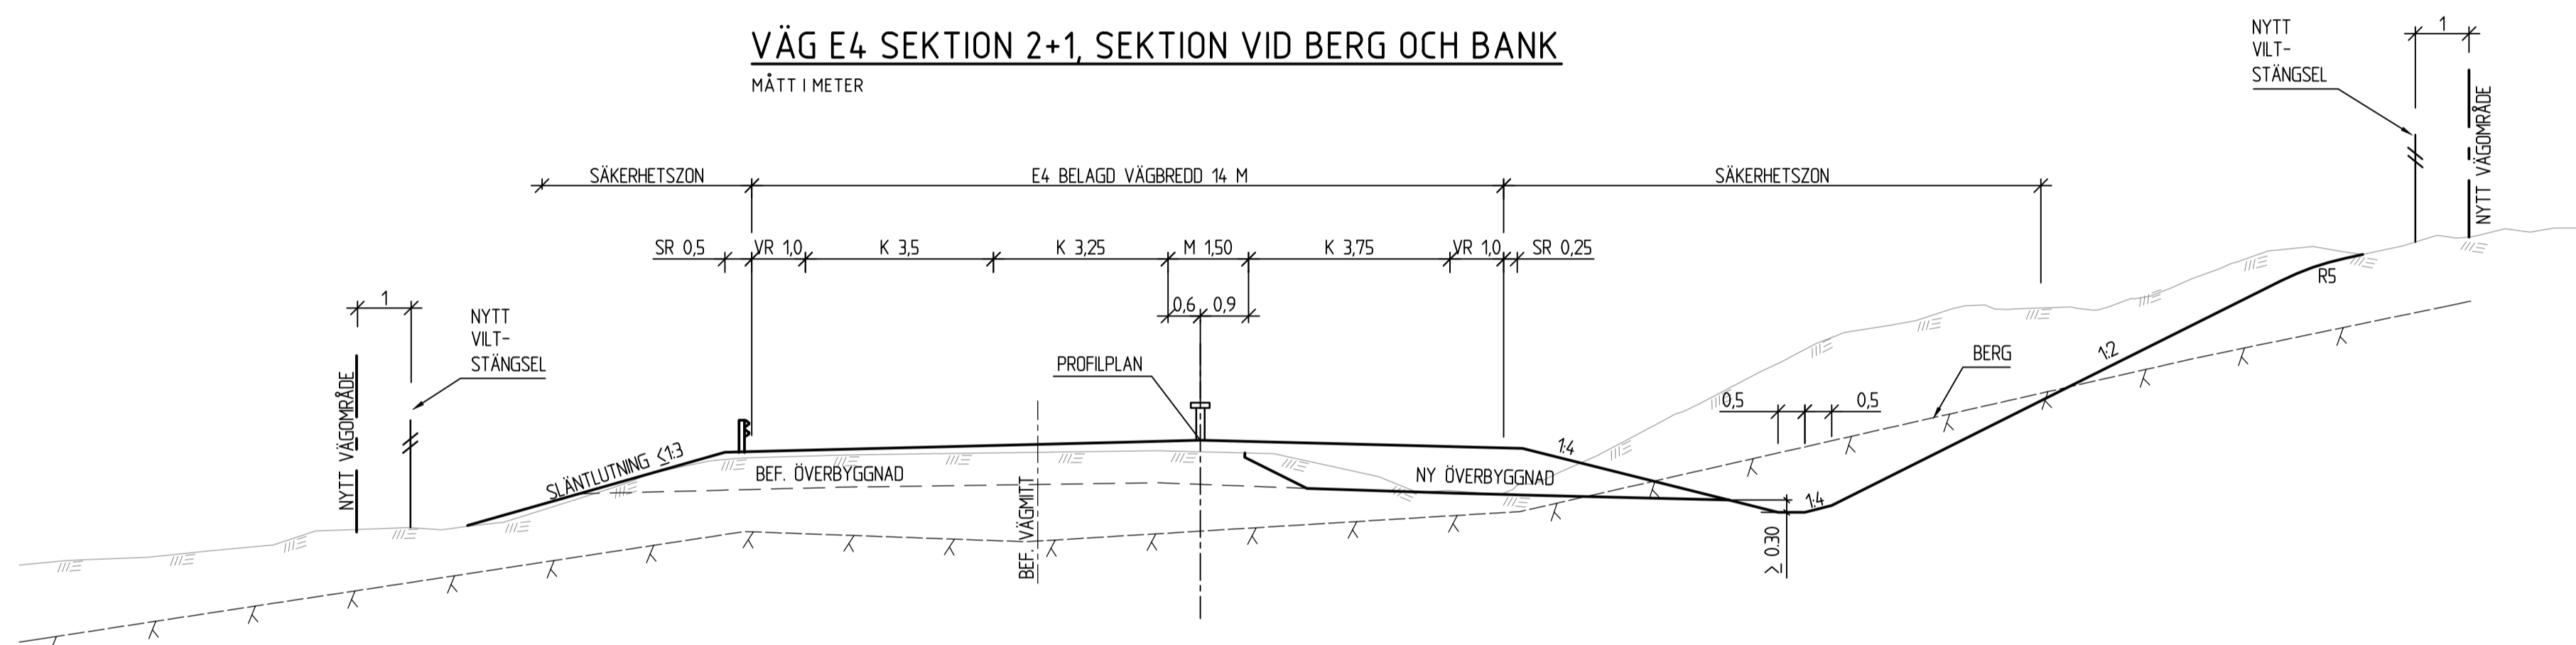 VÄG E4 SEKTION 2+1, SEKTION VID BERG OCH BANK
MÅTT I METER
NYTT
VILT-
STÄNGSEL
1
NYTT VÄGOMRÅDE
SÄKERHETSZON
E4 BELAGD VÄGBREDD 14 M
SÄKERHETSZON
SR 0,5
VR 1,0
K 3,5
K 3,25
M 1,50
K 3,75
VR 1,0
SR 0,25
0,6
0,9
1
NYTT
VILT-
STÄNGSEL
NYTT VÄGOMRÅDE
PROFILPLAN
R5
1:2
BERG
0,5
0,5
SLÄNTLUTNING ≤1:3
BEF. ÖVERBYGGNAD
BEF. VÄGMITT
NY ÖVERBYGGNAD
1:4
1:4
≥ 0.30